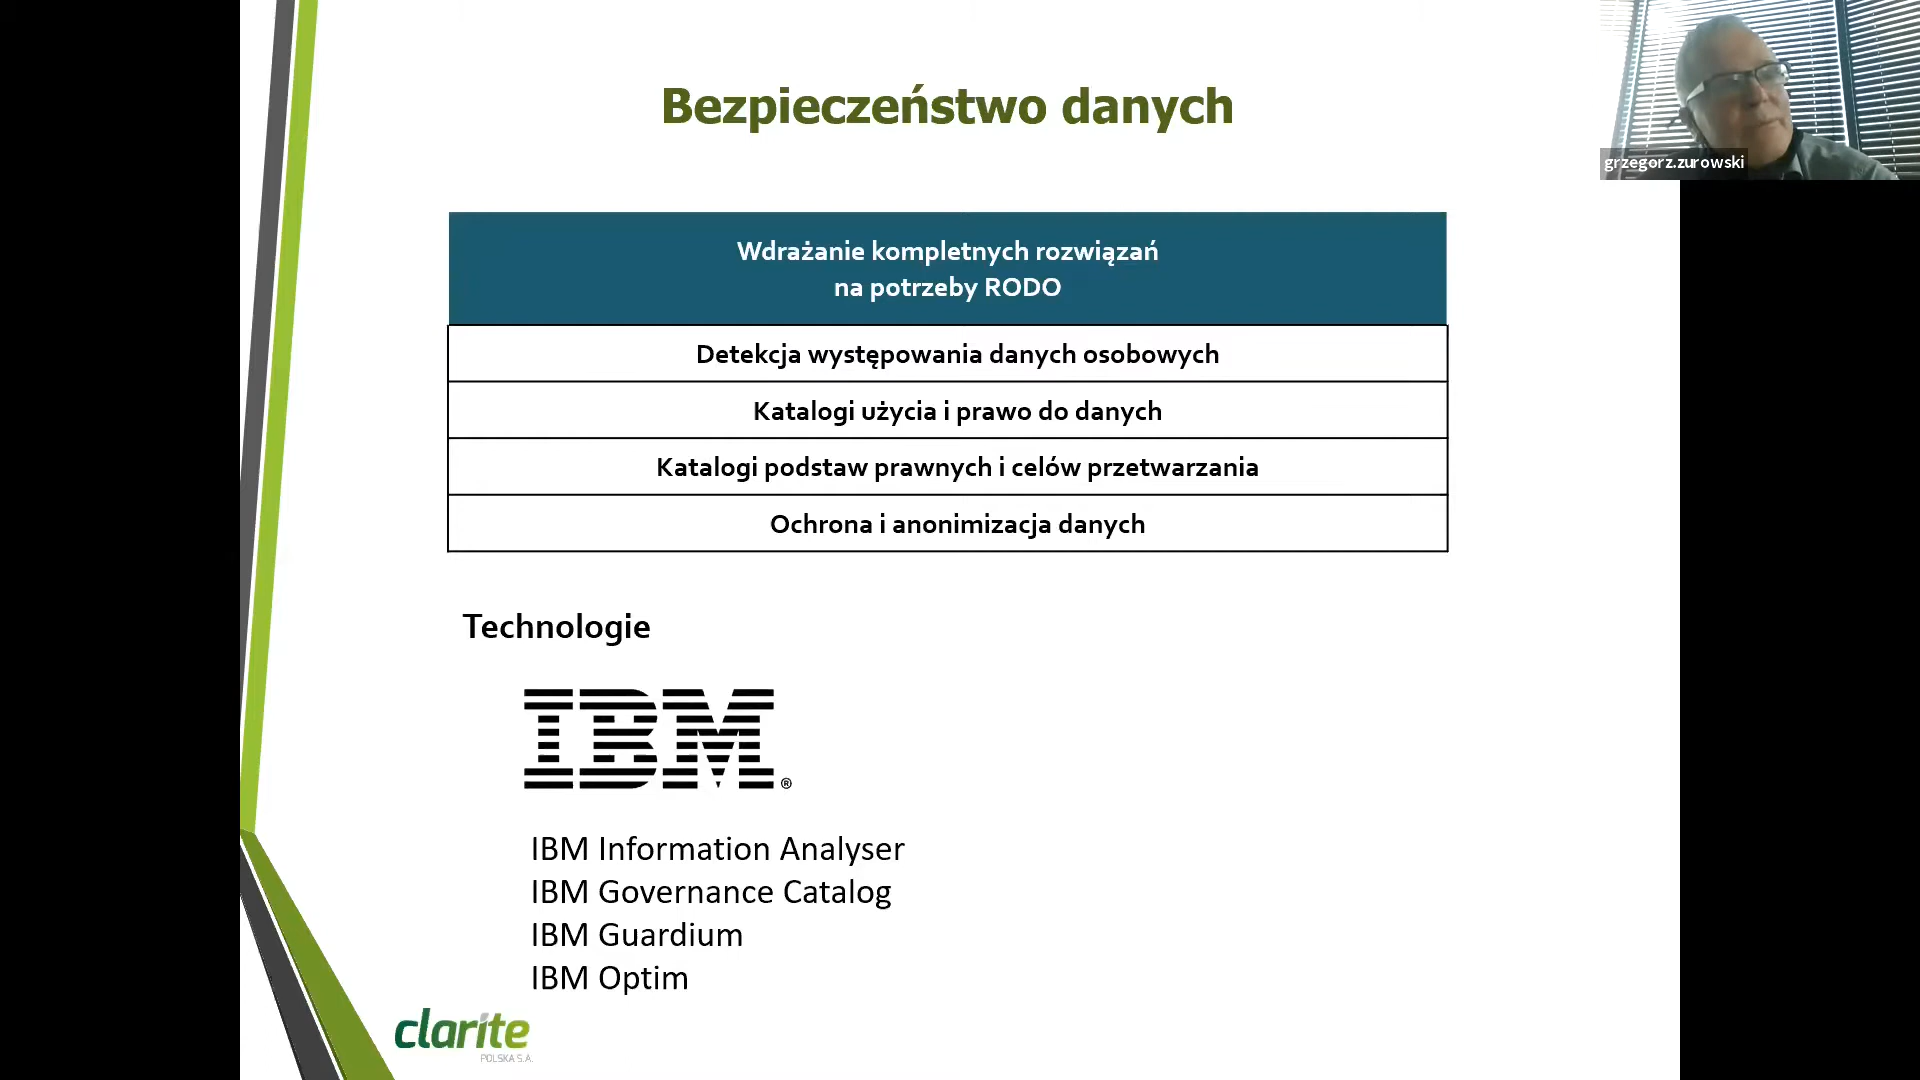 Bezpieczeństwo danych
grzegorz.zurowski
Wdrażanie kompletnych rozwiązań
na potrzeby RODO
Detekcja występowania danych osobowych
Katalogi użycia i prawo do danych
Katalogi podstaw prawnych i celów przetwarzania
Ochrona i anonimizacja danych
Technologie
IBM®
IBM Information Analyser
IBM Governance Catalog
IBM Guardium
IBM Optim
clarite
POLSKA S.A.